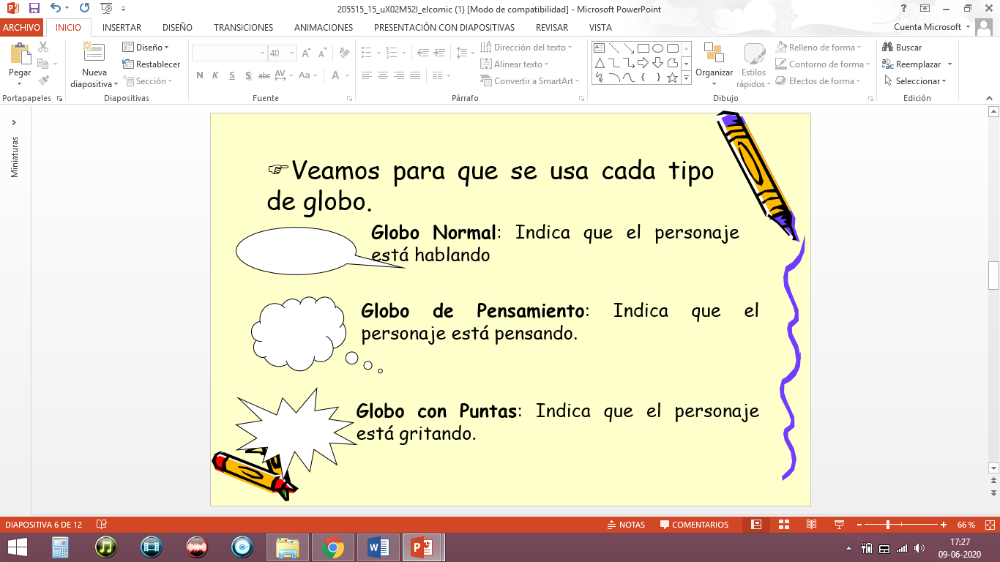 205515_15_uX02M52l_elcomic (1) [Modo de compatibilidad] - Microsoft PowerPoint
ARCHIVO INICIO INSERTAR DISEÑO TRANSICIONES ANIMACIONES PRESENTACIÓN CON DIAPOSITIVAS REVISAR VISTA Cuenta Microsoft
Pegar
Nueva diapositiva
Diseño
Restablecer
Sección
40
N K S S abc AV Aa A
Dirección del texto
Alinear texto
Convertir a SmartArt
Organizar
Estilos rápidos
Relleno de forma
Contorno de forma
Efectos de forma
Buscar
Reemplazar
Seleccionar
Portapapeles Diapositivas Fuente Párrafo Dibujo Edición
Miniaturas
☞Veamos para que se usa cada tipo
de globo.
Globo Normal: Indica que el personaje
está hablando
Globo de Pensamiento: Indica que el
personaje está pensando.
Globo con Puntas: Indica que el personaje
está gritando.
DIAPOSITIVA 6 DE 12 NOTAS COMENTARIOS 66 %
17:27
09-06-2020